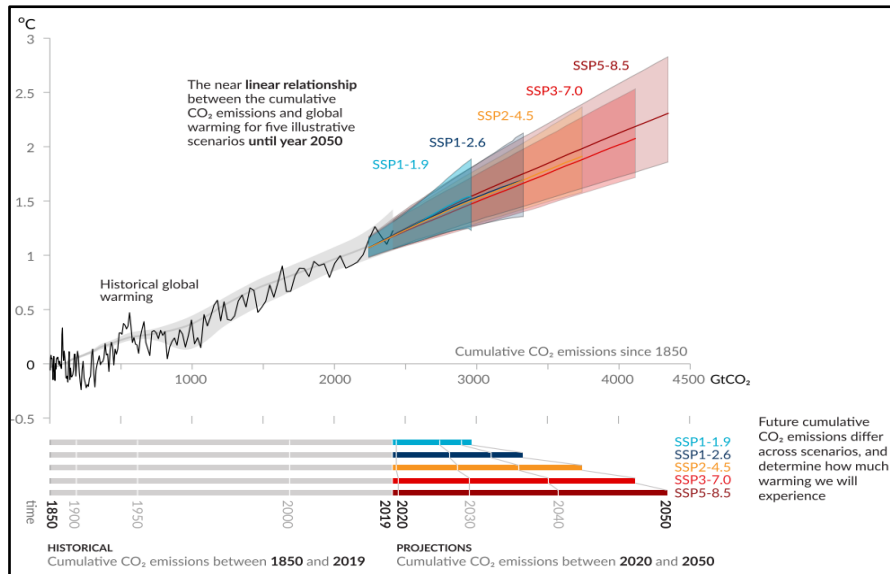 °C
3
2.5
2
1.5
1
0.5
0
-0.5
The near linear relationship
between the cumulative
CO₂ emissions and global
warming for five illustrative
scenarios until year 2050
SSP5-8.5
SSP3-7.0
SSP2-4.5
SSP1-2.6
SSP1-1.9
Historical global
warming
Cumulative CO₂ emissions since 1850
1000
2000
3000
4000
4500
GtCO₂
SSP1-1.9
SSP1-2.6
SSP2-4.5
SSP3-7.0
SSP5-8.5
Future cumulative
CO₂ emissions differ
across scenarios, and
determine how much
warming we will
experience
time
1850
1900
1950
2000
2019
2020
2030
2040
2050
HISTORICAL
Cumulative CO₂ emissions between 1850 and 2019
PROJECTIONS
Cumulative CO₂ emissions between 2020 and 2050